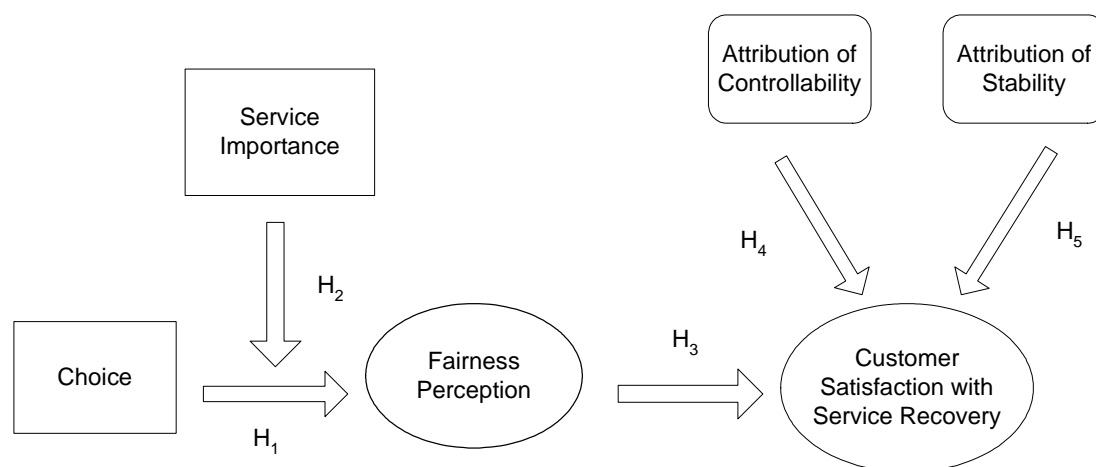 Attribution of
Controllability
Attribution of
Stability
Service
Importance
H4
H5
H2
H3
Choice
Fairness
Perception
Customer
Satisfaction with
Service Recovery
H1